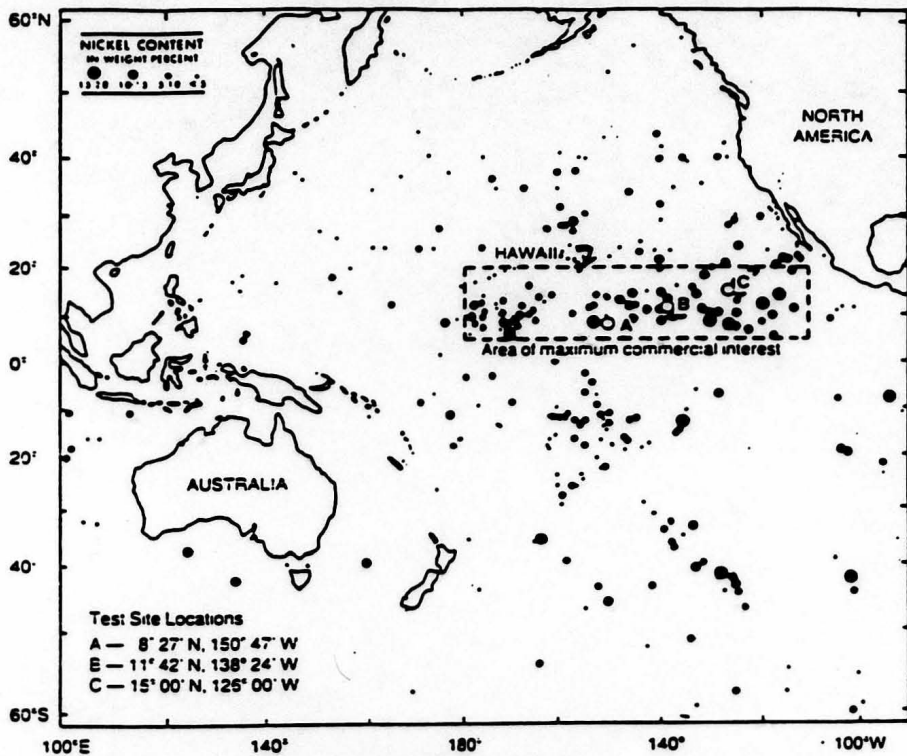 60°N
NICKEL CONTENT
IN WEIGHT PERCENT
NORTH
AMERICA
40°
HAWAII
20°
C
B
A
Area of maximum commercial interest
0°
20°
AUSTRALIA
40°
Test Site Locations
A — 8° 27' N, 150° 47' W
B — 11° 42' N, 138° 24' W
C — 15° 00' N, 126° 00' W
60°S
100°E 140° 180° 140° 100°W